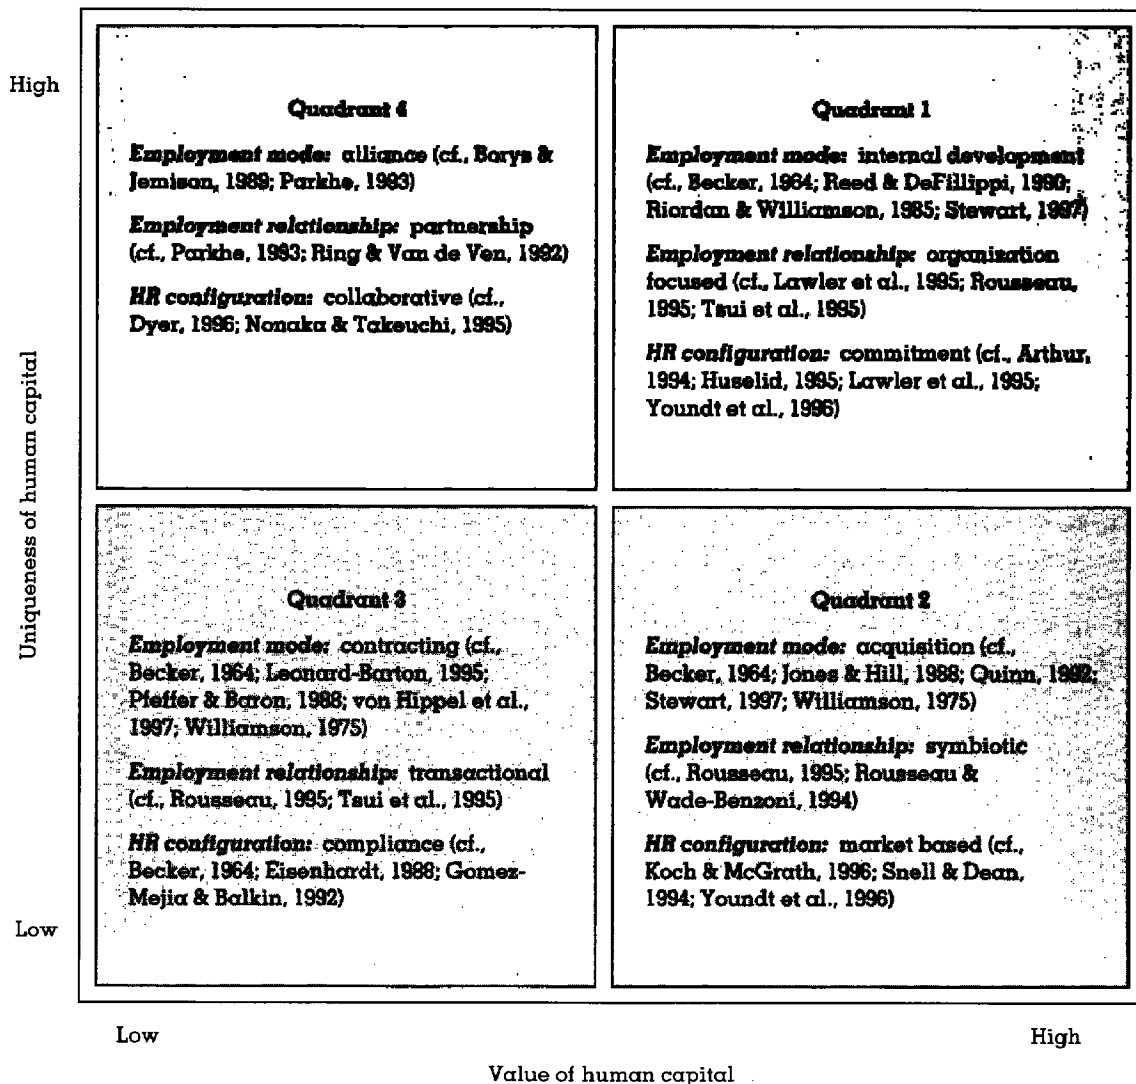 High
Quadrant 4
Employment mode: alliance (cf., Borys &
Jemison, 1989; Parkhe, 1993)
Employment relationship: partnership
(cf., Parkhe, 1993; Ring & Van de Ven, 1992)
HR configuration: collaborative (cf.,
Dyer, 1996; Nonaka & Takeuchi, 1995)
Quadrant 1
Employment mode: internal development
(cf., Becker, 1964; Reed & DeFillippi, 1990;
Riordan & Williamson, 1985; Stewart, 1997)
Employment relationship: organization
focused (cf., Lawler et al., 1995; Rousseau,
1995; Tsui et al., 1995)
HR configuration: commitment (cf., Arthur,
1994; Huselid, 1995; Lawler et al., 1995;
Youndt et al., 1996)
Uniqueness of human capital
Quadrant 3
Employment mode: contracting (cf.,
Becker, 1964; Leonard-Barton, 1995;
Pfeffer & Baron, 1988; von Hippel et al.,
1997; Williamson, 1975)
Employment relationship: transactional
(cf., Rousseau, 1995; Tsui et al., 1995)
HR configuration: compliance (cf.,
Becker, 1964; Eisenhardt, 1988; Gomez-
Mejia & Balkin, 1992)
Quadrant 2
Employment mode: acquisition (cf.,
Becker, 1964; Jones & Hill, 1988; Quinn, 1992;
Stewart, 1997; Williamson, 1975)
Employment relationship: symbiotic
(cf., Rousseau, 1995; Rousseau &
Wade-Benzoni, 1994)
HR configuration: market based (cf.,
Koch & McGrath, 1996; Snell & Dean,
1994; Youndt et al., 1996)
Low
Low
High
Value of human capital